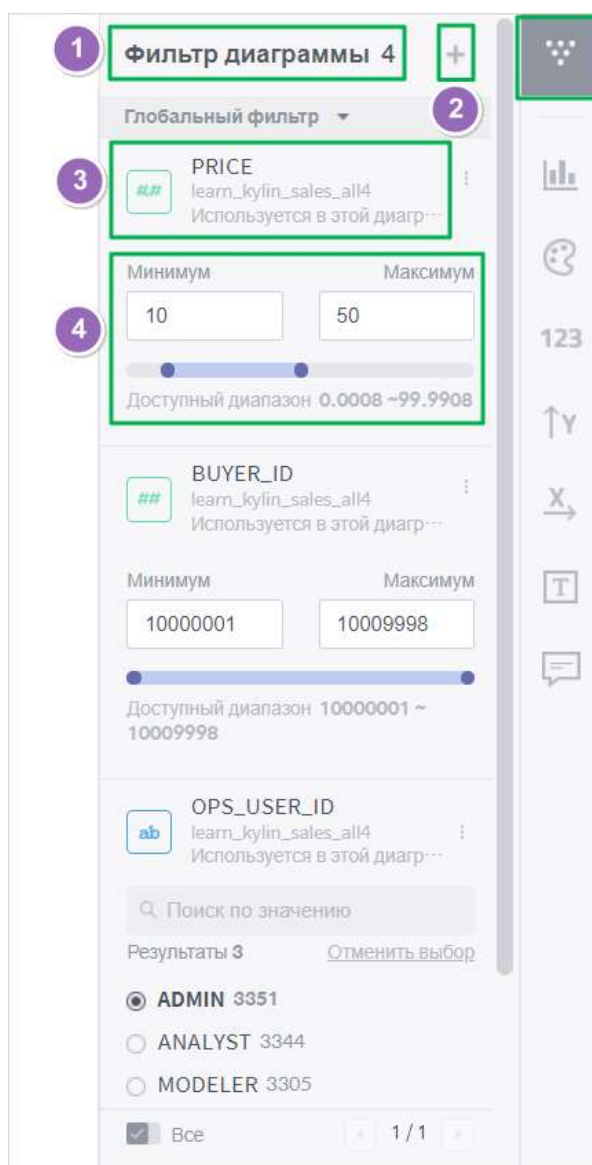 1
Фильтр диаграммы 4
+
2
Глобальный фильтр
3
#.#
PRICE
learn_kylin_sales_all4
Используется в этой диагр···
Минимум Максимум
4
10 50
Доступный диапазон 0.0008 ~99.9908
##
BUYER_ID
learn_kylin_sales_all4
Используется в этой диагр···
Минимум Максимум
10000001 10009998
Доступный диапазон 10000001 ~
10009998
ab
OPS_USER_ID
learn_kylin_sales_all4
Используется в этой диагр···
Поиск по значению
Результаты 3 Отменить выбор
ADMIN 3351
ANALYST 3344
MODELER 3305
Все 1 / 1
123
Y
X
T